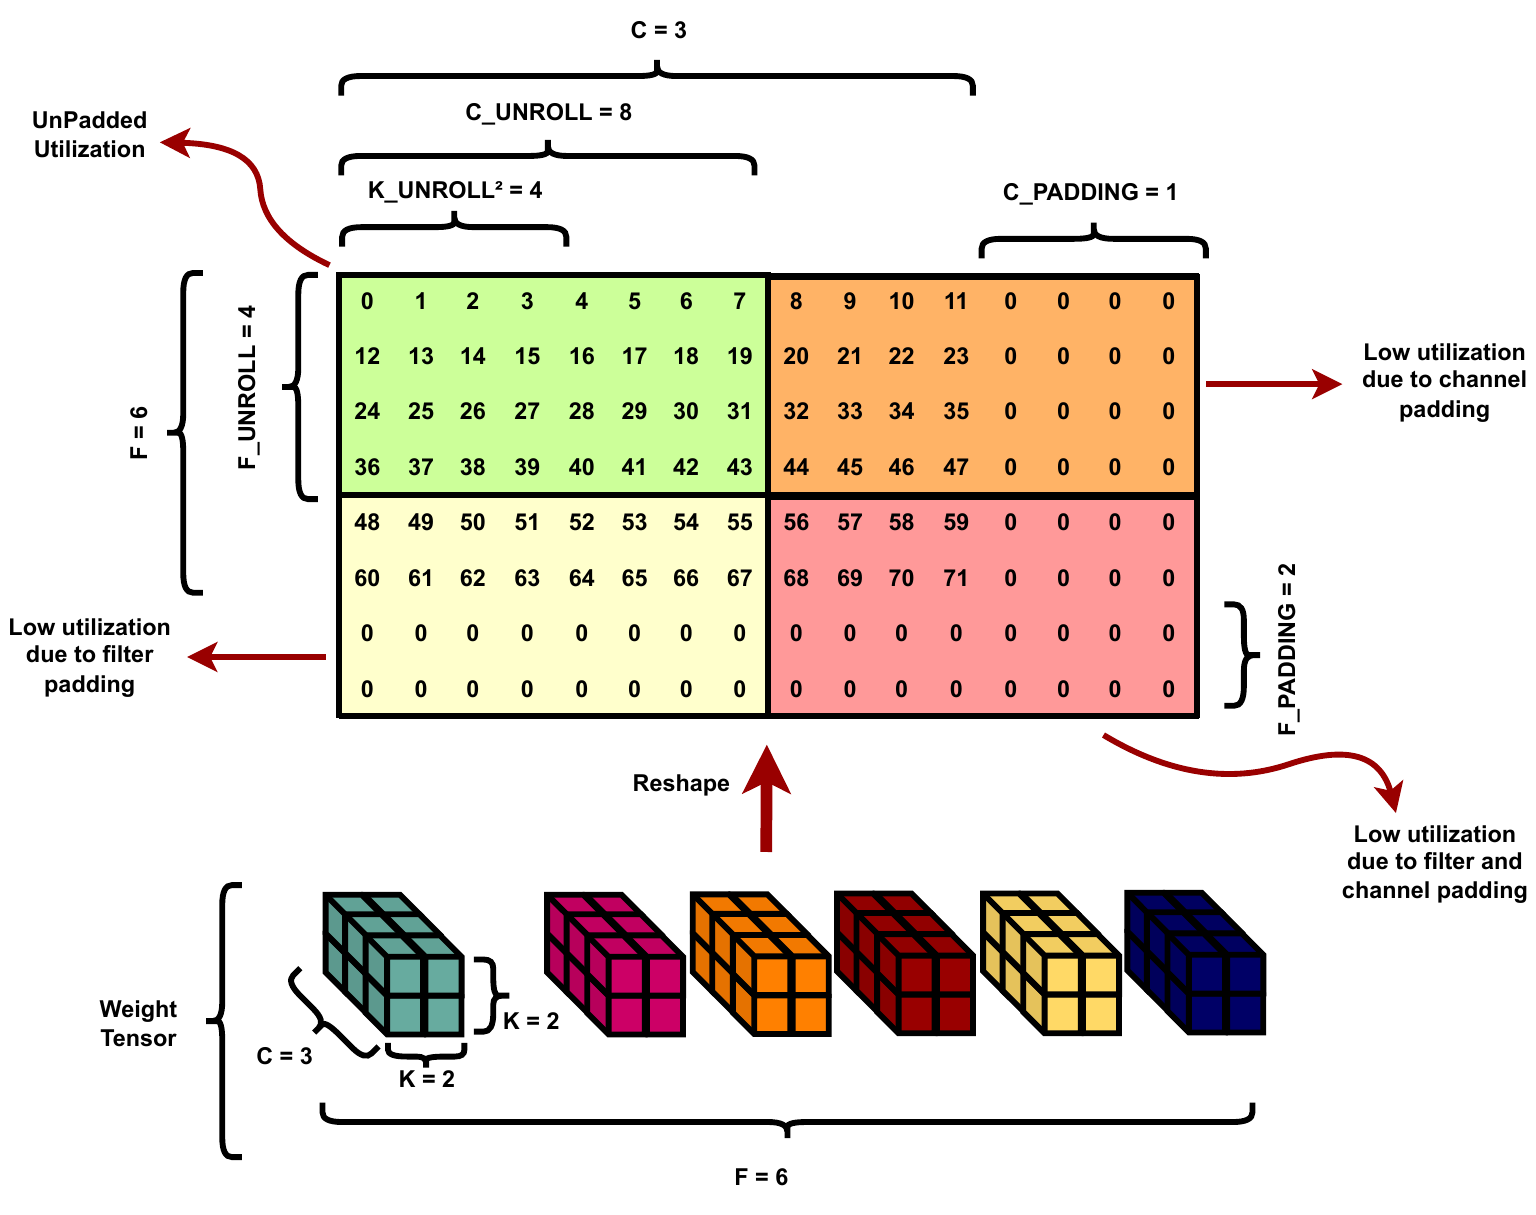 C = 3
C_UNROLL = 8
UnPadded
Utilization
K_UNROLL² = 4
C_PADDING = 1
F = 6
F_UNROLL = 4
0 1 2 3 4 5 6 7 8 9 10 11 0 0 0 0
12 13 14 15 16 17 18 19 20 21 22 23 0 0 0 0
24 25 26 27 28 29 30 31 32 33 34 35 0 0 0 0
36 37 38 39 40 41 42 43 44 45 46 47 0 0 0 0
48 49 50 51 52 53 54 55 56 57 58 59 0 0 0 0
60 61 62 63 64 65 66 67 68 69 70 71 0 0 0 0
0 0 0 0 0 0 0 0 0 0 0 0 0 0 0 0
0 0 0 0 0 0 0 0 0 0 0 0 0 0 0 0
Low utilization
due to channel
padding
Low utilization
due to filter
padding
F_PADDING = 2
Reshape
Low utilization
due to filter and
channel padding
Weight
Tensor
C = 3
K = 2
K = 2
F = 6